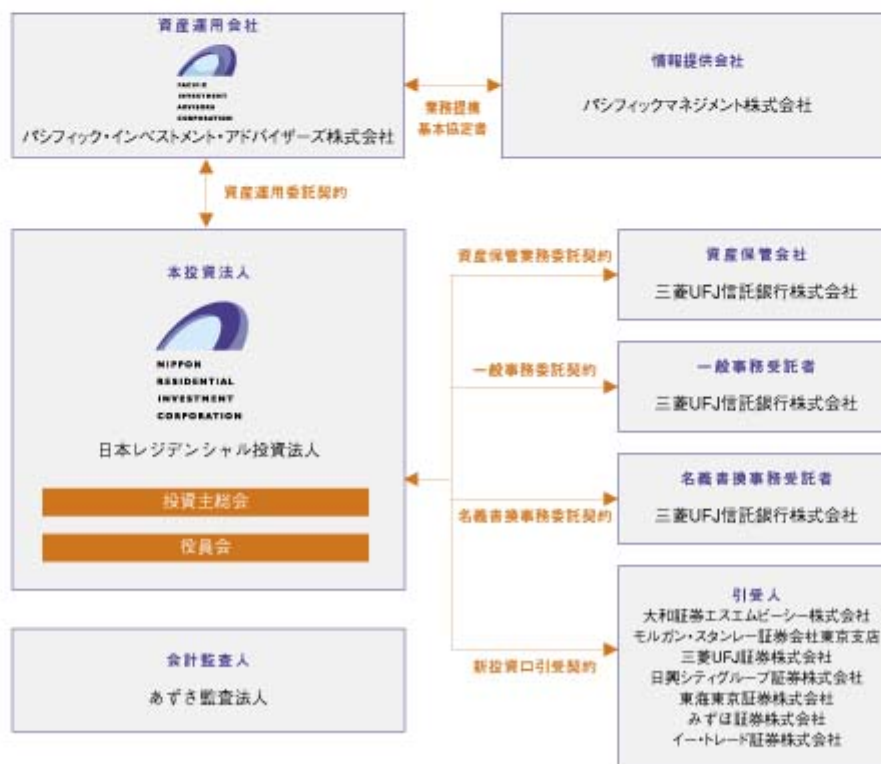 資産運用会社
PACIFIC
INVESTMENT
ADVISORS
CORPORATION
パシフィック・インベストメント・アドバイザーズ株式会社
業務提携
基本協定書
情報提供会社
パシフィックマネジメント株式会社
資産運用委託契約
本投資法人
NIPPON
RESIDENTIAL
INVESTMENT
CORPORATION
日本レジデンシャル投資法人
投資主総会
役員会
会計監査人
あずさ監査法人
資産保管業務委託契約
資産保管会社
三菱UFJ信託銀行株式会社
一般事務委託契約
一般事務受託者
三菱UFJ信託銀行株式会社
名義書換事務委託契約
名義書換事務受託者
三菱UFJ信託銀行株式会社
新投資口引受契約
引受人
大和証券エスエムビーシー株式会社
モルガン・スタンレー証券会社東京支店
三菱UFJ証券株式会社
日興シティグループ証券株式会社
東海東京証券株式会社
みずほ証券株式会社
イー・トレード証券株式会社